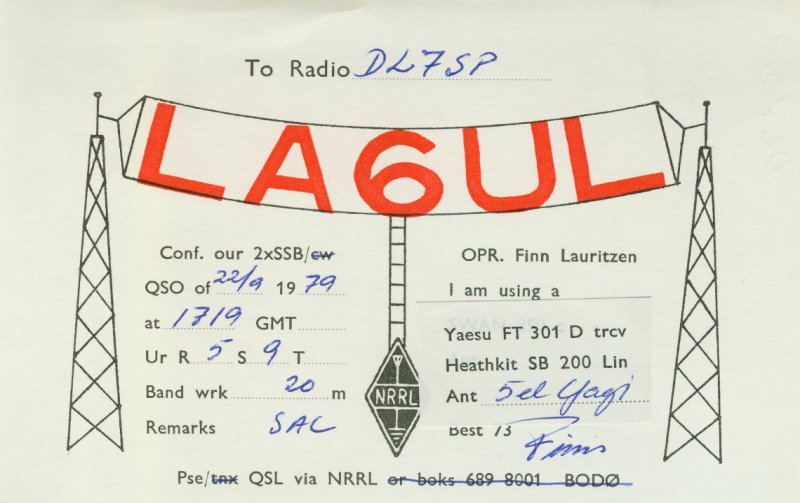 To Radio DL7SP
LA6UL
Conf. our 2xSSB/cw
QSO of 22/9 1979
at 1719 GMT
Ur R 5 S 9 T
Band wrk 20 m
Remarks SAC
NRRL
OPR. Finn Lauritzen
I am using a
Yaesu FT 301 D trcv
Heathkit SB 200 Lin
Ant 5el Yagi
Best 73
Finn
Pse/tnx QSL via NRRL or boks 689 8001 BODØ